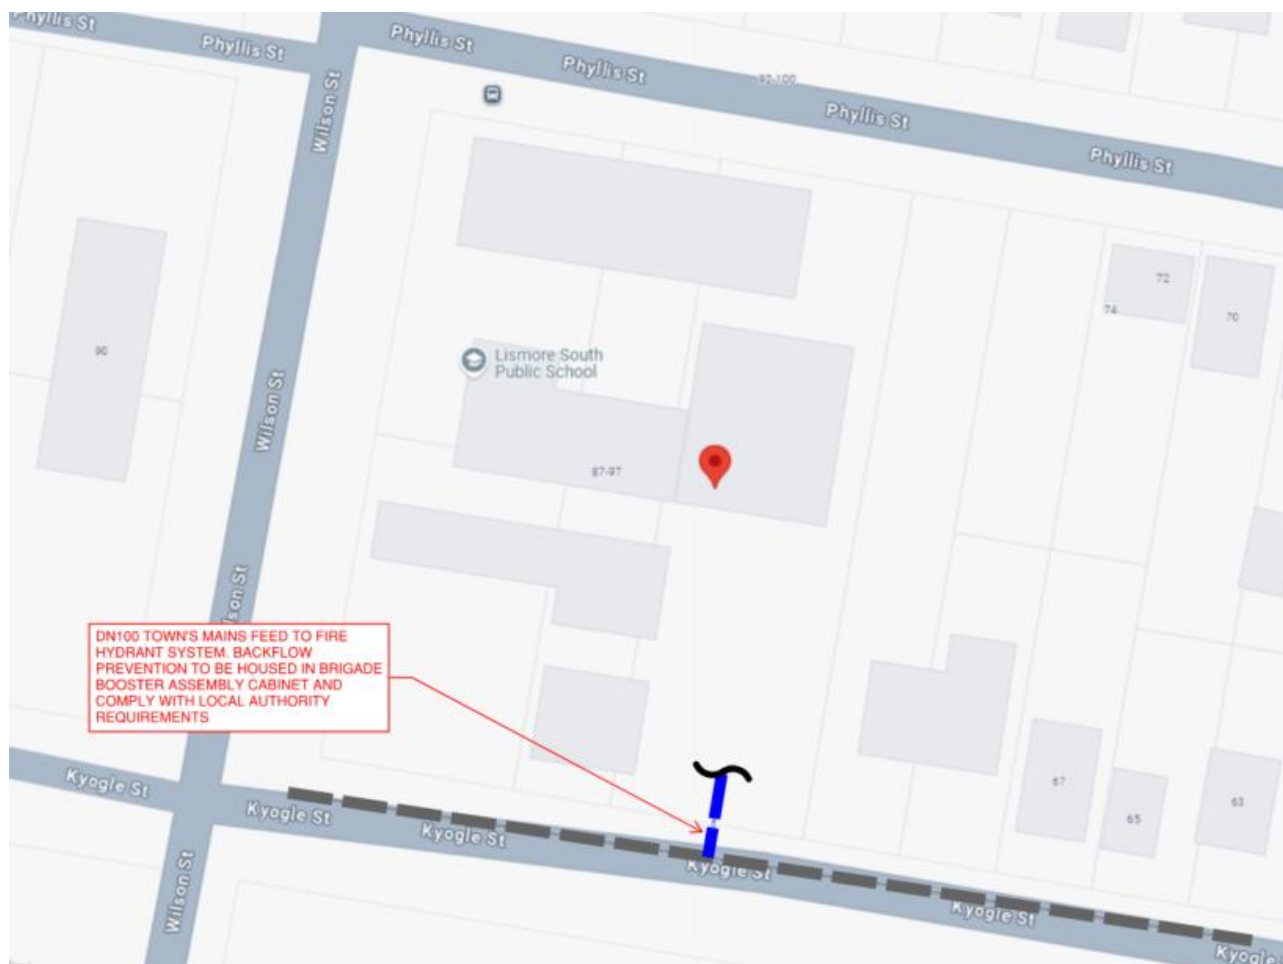 Phyllis St
Phyllis St
Phyllis St
Phyllis St
92-100
Phyllis St
Phyllis St
Wilson St
72
74
70
90
Lismore South
Public School
Wilson St
87-97
Wilson St
DN100 TOWN'S MAINS FEED TO FIRE
HYDRANT SYSTEM. BACKFLOW
PREVENTION TO BE HOUSED IN BRIGADE
BOOSTER ASSEMBLY CABINET AND
COMPLY WITH LOCAL AUTHORITY
REQUIREMENTS
Kyogle St
Kyogle St
Kyogle St
67
65
63
Kyogle St
Wilson St
Kyogle St
Kyogle